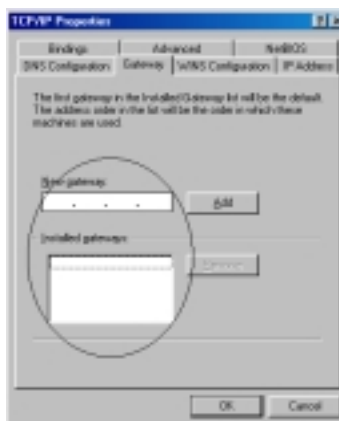 TCP/IP Properties
? x
Bindings Advanced NetBIOS
DNS Configuration Gateway WINS Configuration IP Address
The first gateway in the Installed Gateway list will be the default.
The address order in the list will be the order in which these
machines are used.
New gateway:
. . .
Add
Installed gateways:
Remove
OK Cancel